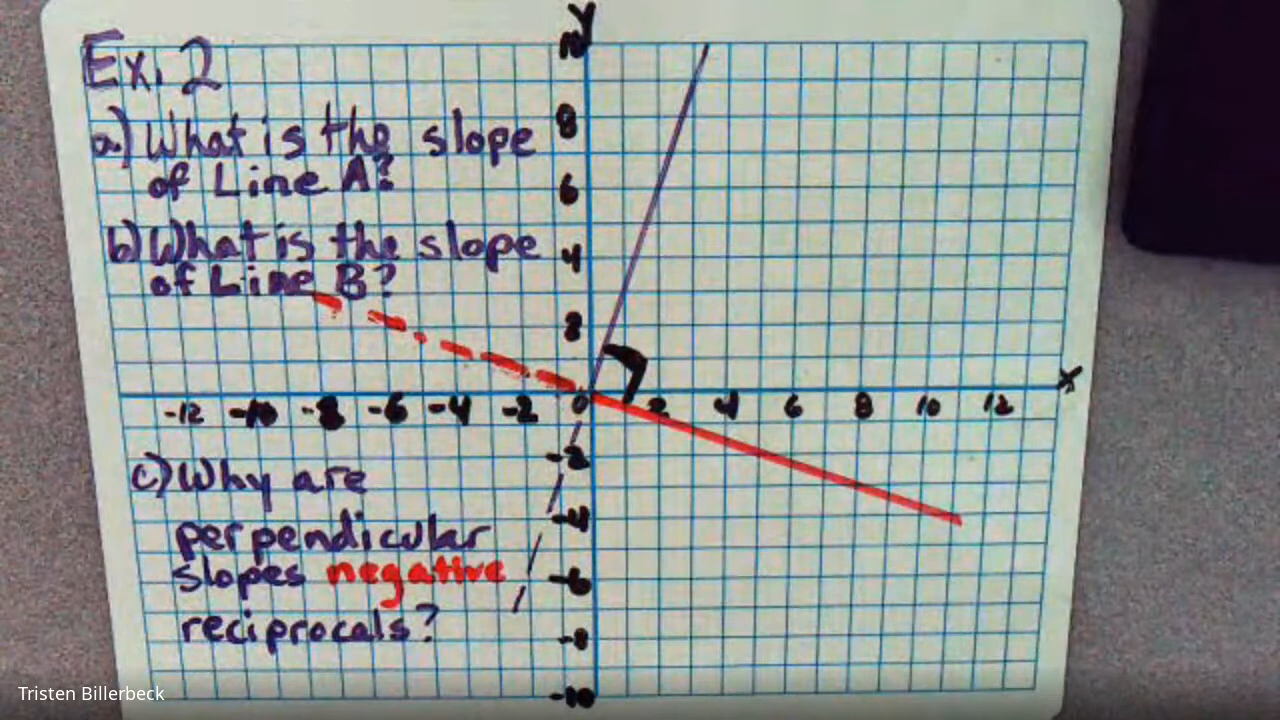 Ex. 2
a) What is the slope
of Line A?
b) What is the slope
of Line B?
c) Why are
perpendicular
slopes negative
reciprocals?
Y
10
8
6
4
2
-12 -10 -8 -6 -4 -2 0 2 4 6 8 10 12
X
-2
-4
-6
-8
-10
Tristen Billerbeck